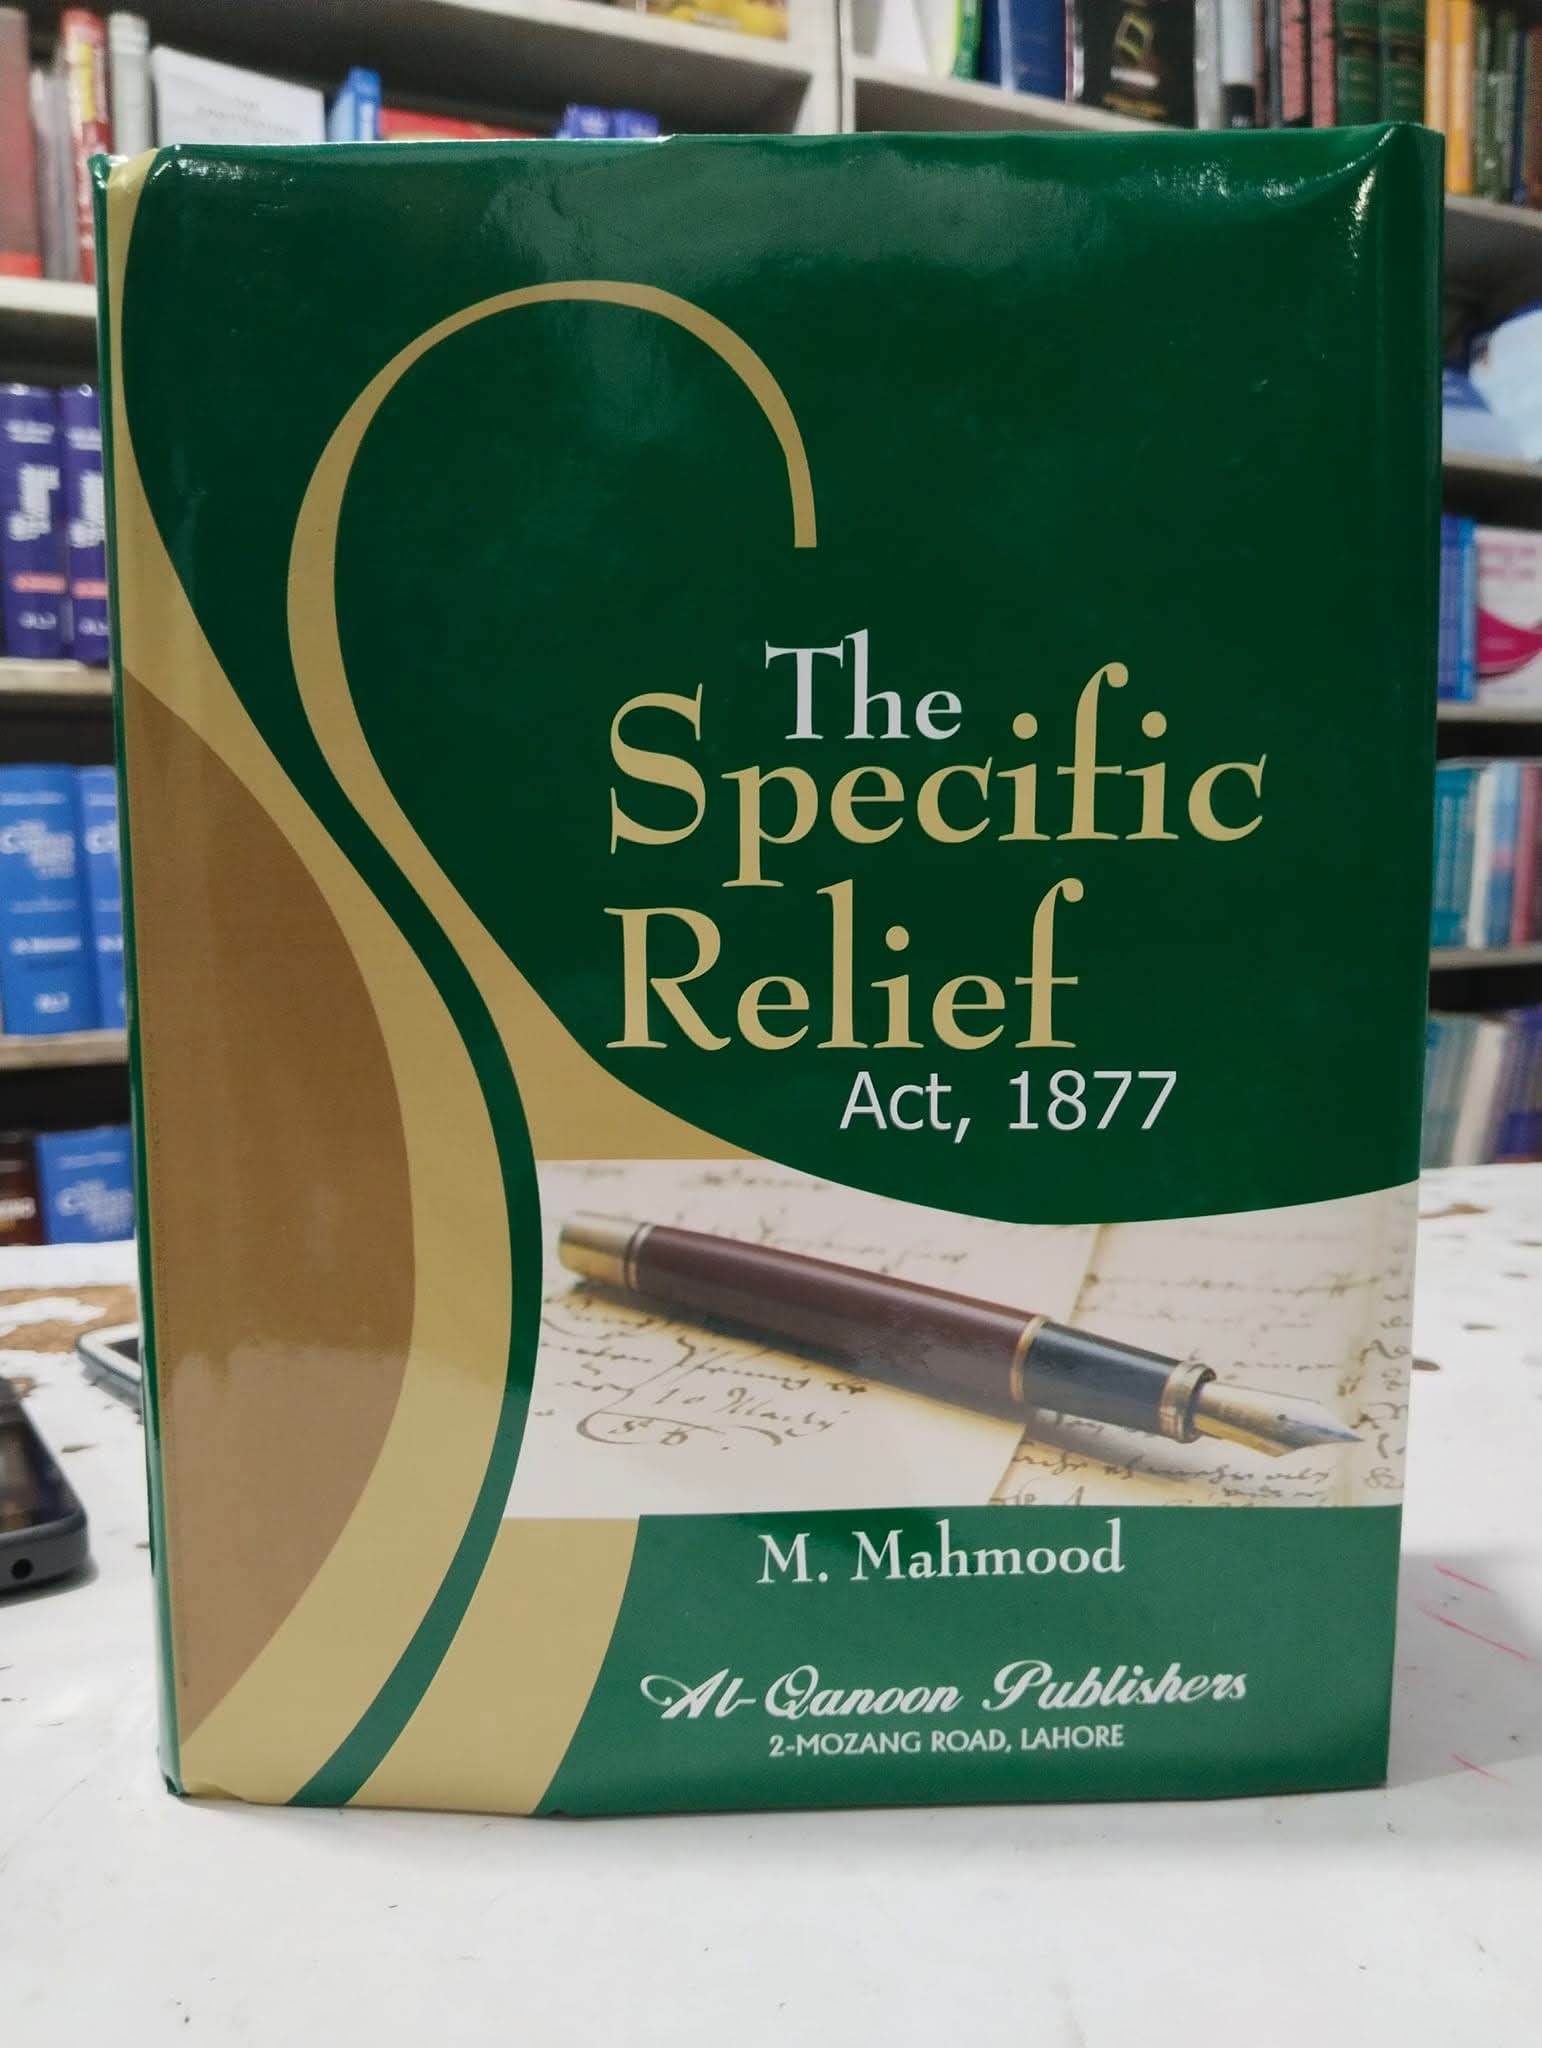 The
Specific
Relief
Act, 1877
M. Mahmood
Al-Qanoon Publishers
2-MOZANG ROAD, LAHORE